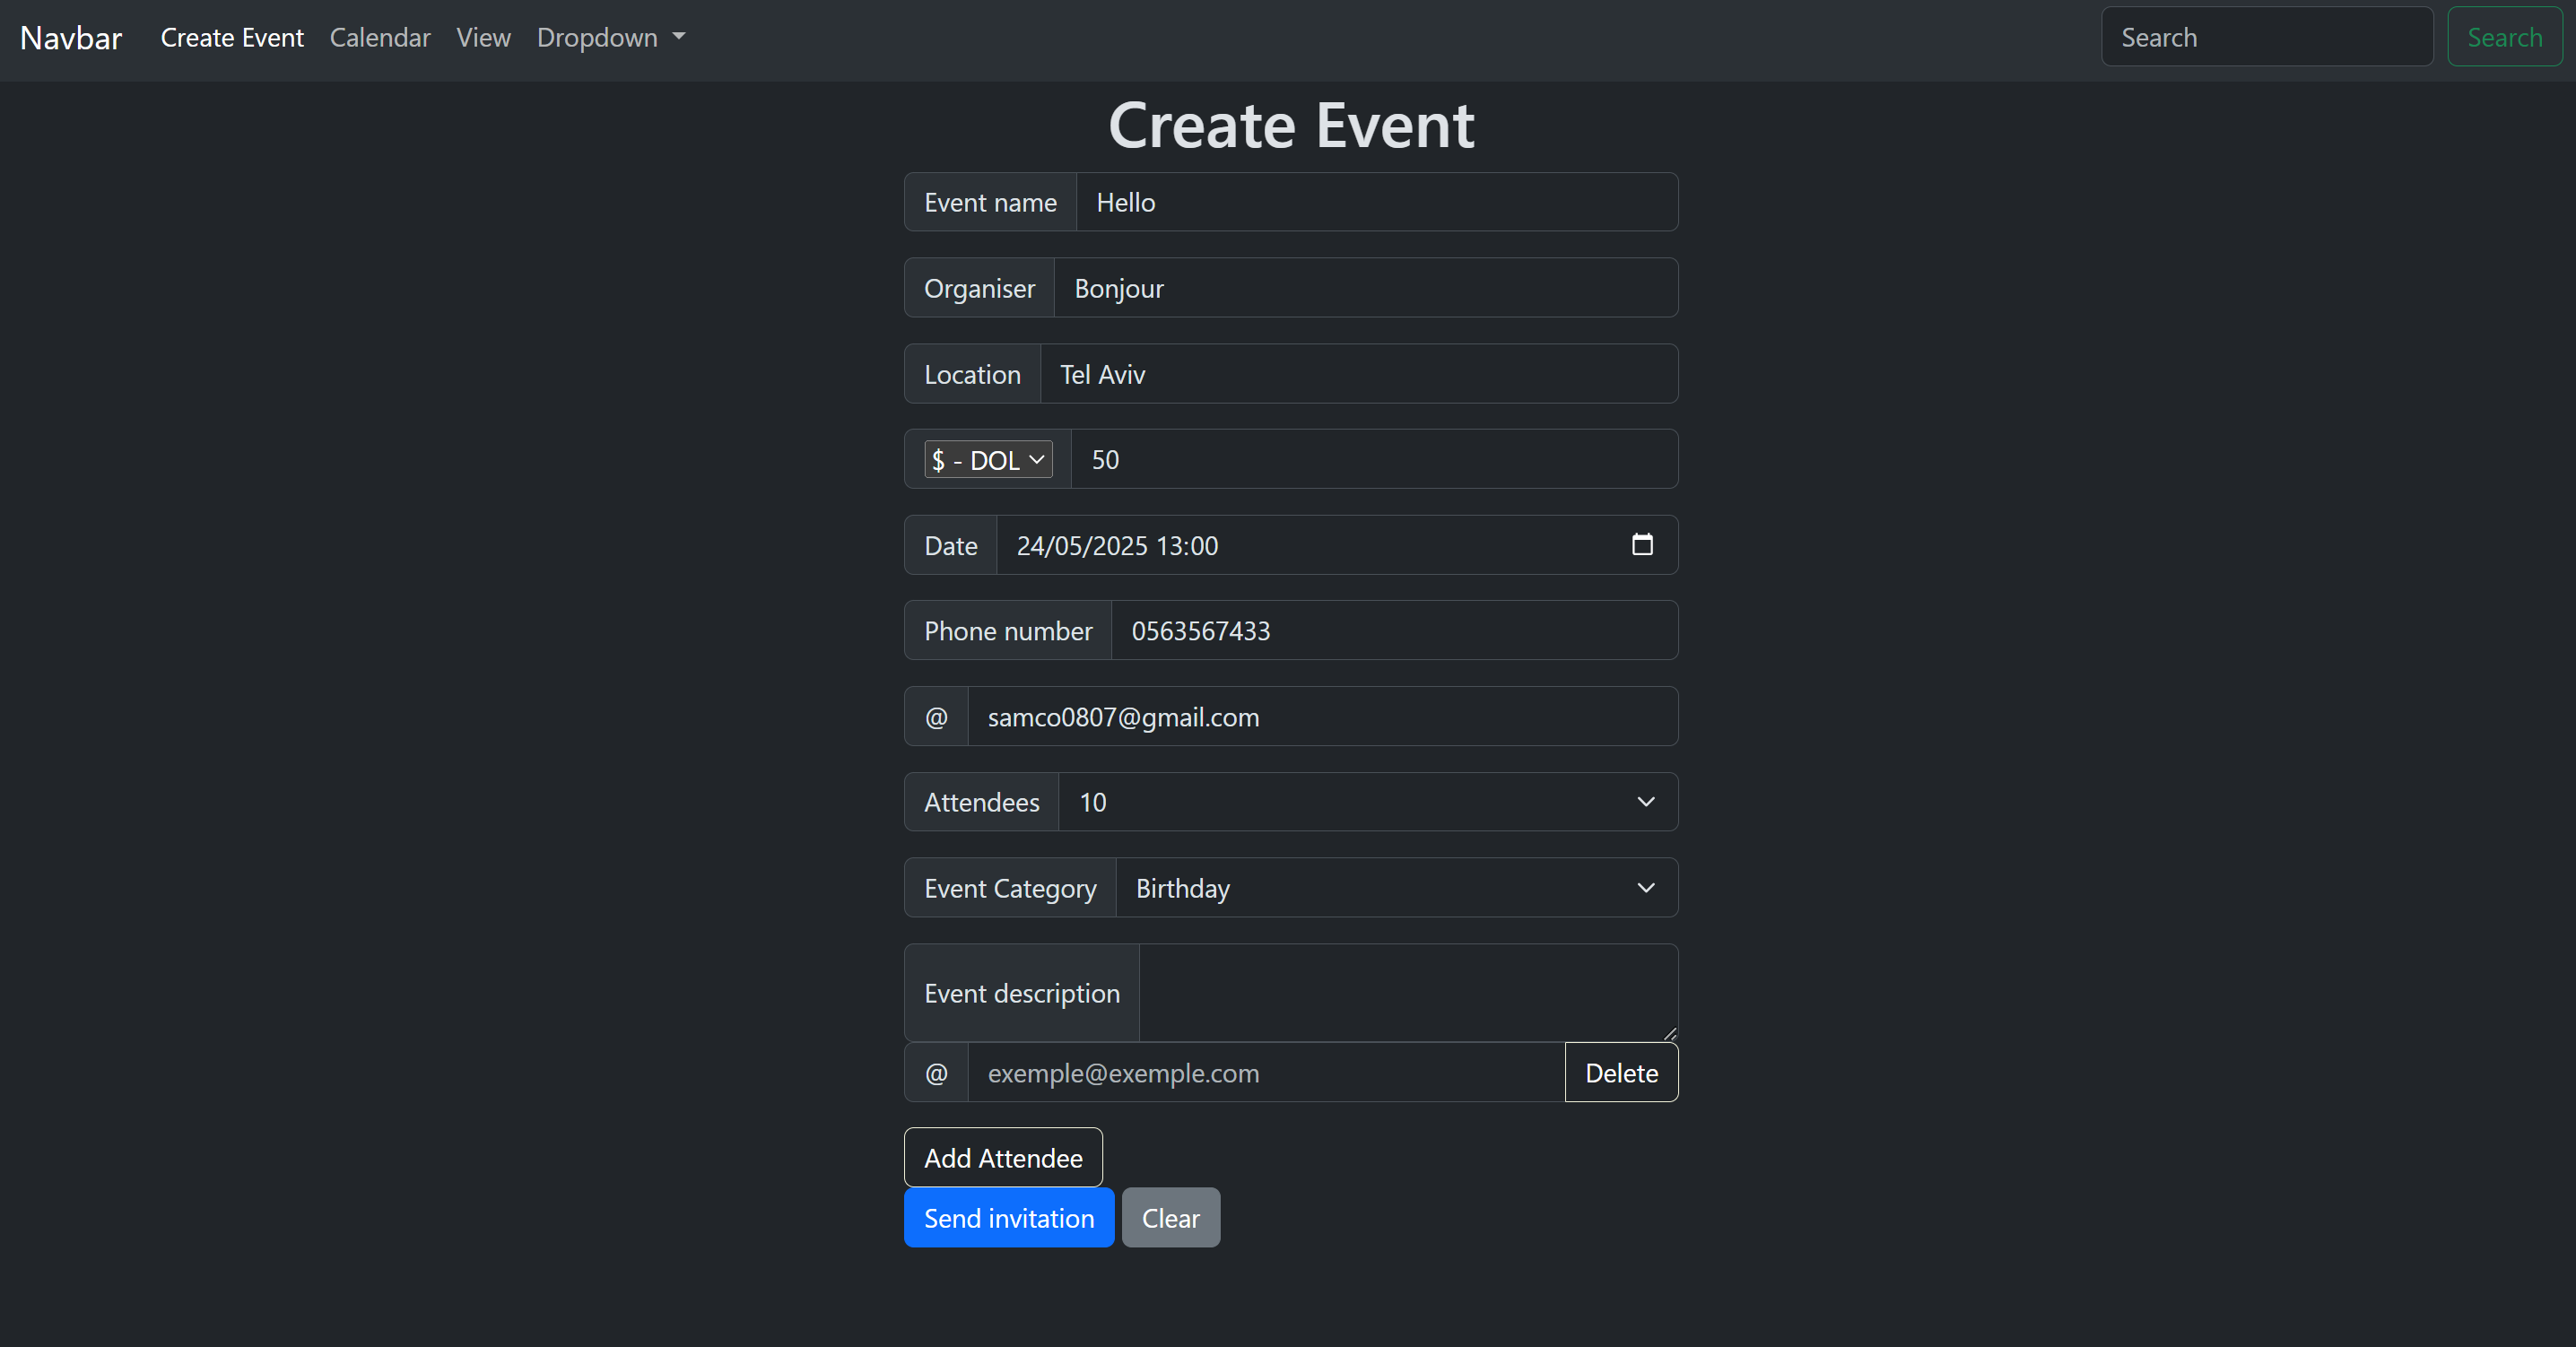 Navbar Create Event Calendar View Dropdown Search Search
Create Event
Event name Hello
Organiser Bonjour
Location Tel Aviv
$ - DOL 50
Date 24/05/2025 13:00
Phone number 0563567433
@ samco0807@gmail.com
Attendees 10
Event Category Birthday
Event description
@ exemple@exemple.com Delete
Add Attendee
Send invitation Clear